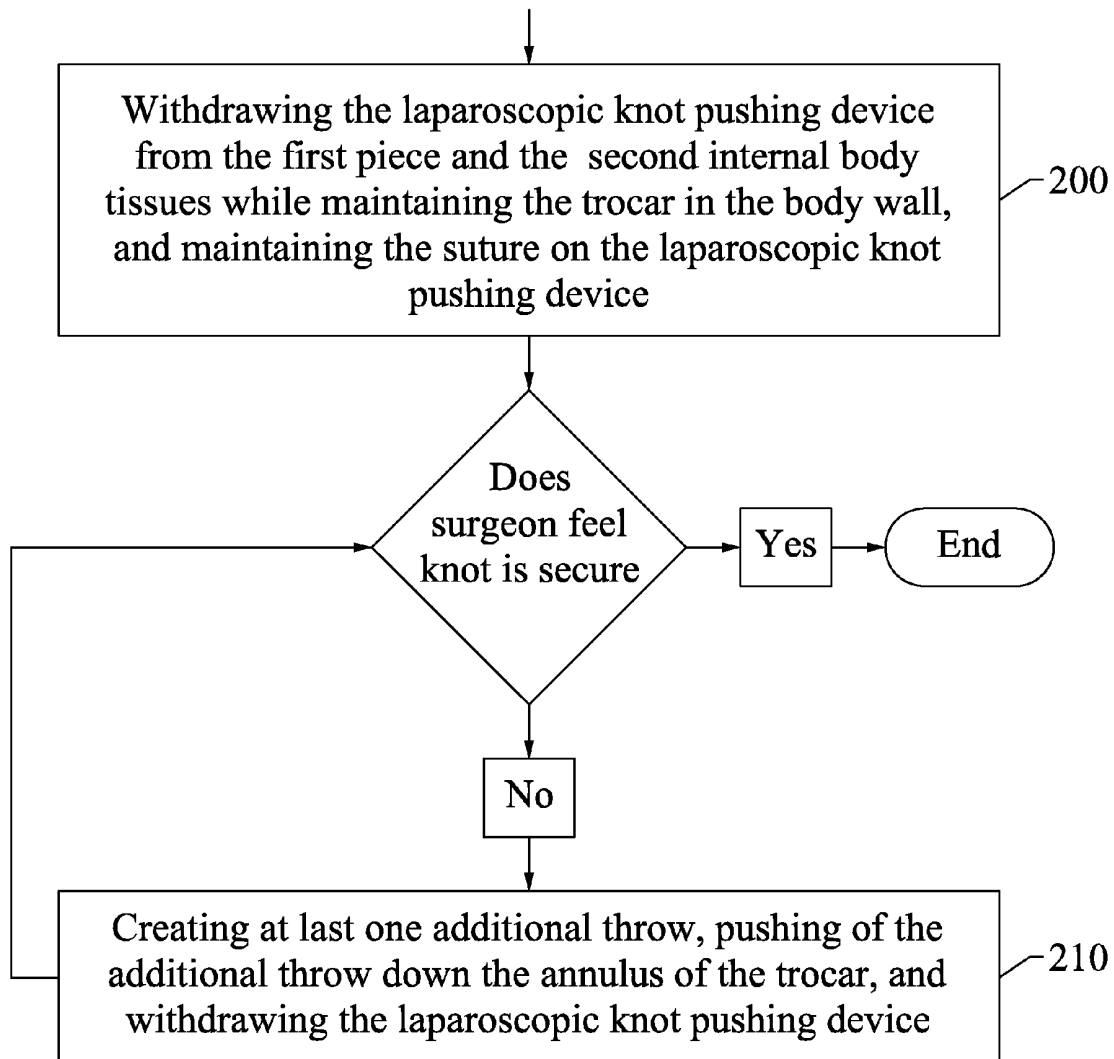 Withdrawing the laparoscopic knot pushing device
from the first piece and the second internal body
tissues while maintaining the trocar in the body wall,
and maintaining the suture on the laparoscopic knot
pushing device
200
Does
surgeon feel
knot is secure
Yes
End
No
Creating at last one additional throw, pushing of the
additional throw down the annulus of the trocar, and
withdrawing the laparoscopic knot pushing device
210